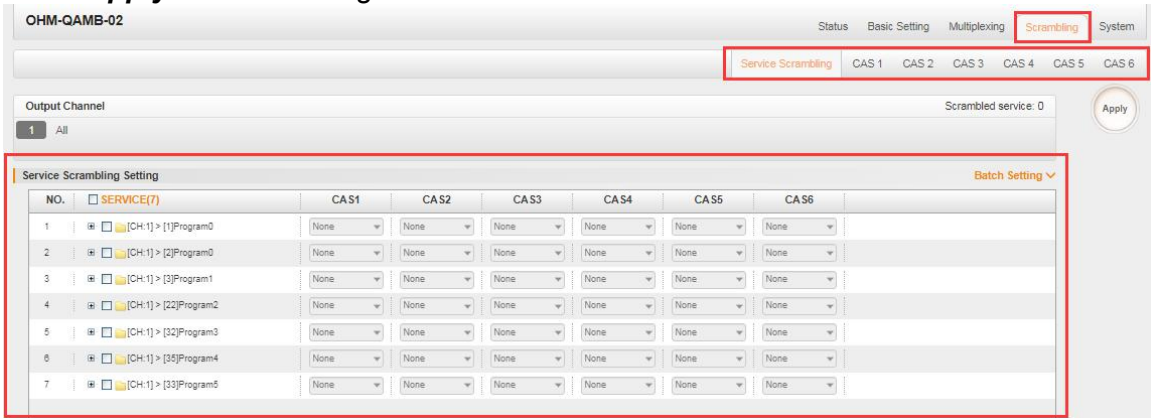 Apply
OHM-QAMB-02
Status Basic Setting Multiplexing Scrambling System
Service Scrambling CAS 1 CAS 2 CAS 3 CAS 4 CAS 5 CAS 6
Output Channel Scrambled service: 0 Apply
1 All
Service Scrambling Setting Batch Setting
NO. SERVICE(7) CAS1 CAS2 CAS3 CAS4 CAS5 CAS6
1 [CH:1] > [1]Program0 None None None None None None
2 [CH:1] > [2]Program0 None None None None None None
3 [CH:1] > [3]Program1 None None None None None None
4 [CH:1] > [22]Program2 None None None None None None
5 [CH:1] > [32]Program3 None None None None None None
6 [CH:1] > [35]Program4 None None None None None None
7 [CH:1] > [33]Program5 None None None None None None